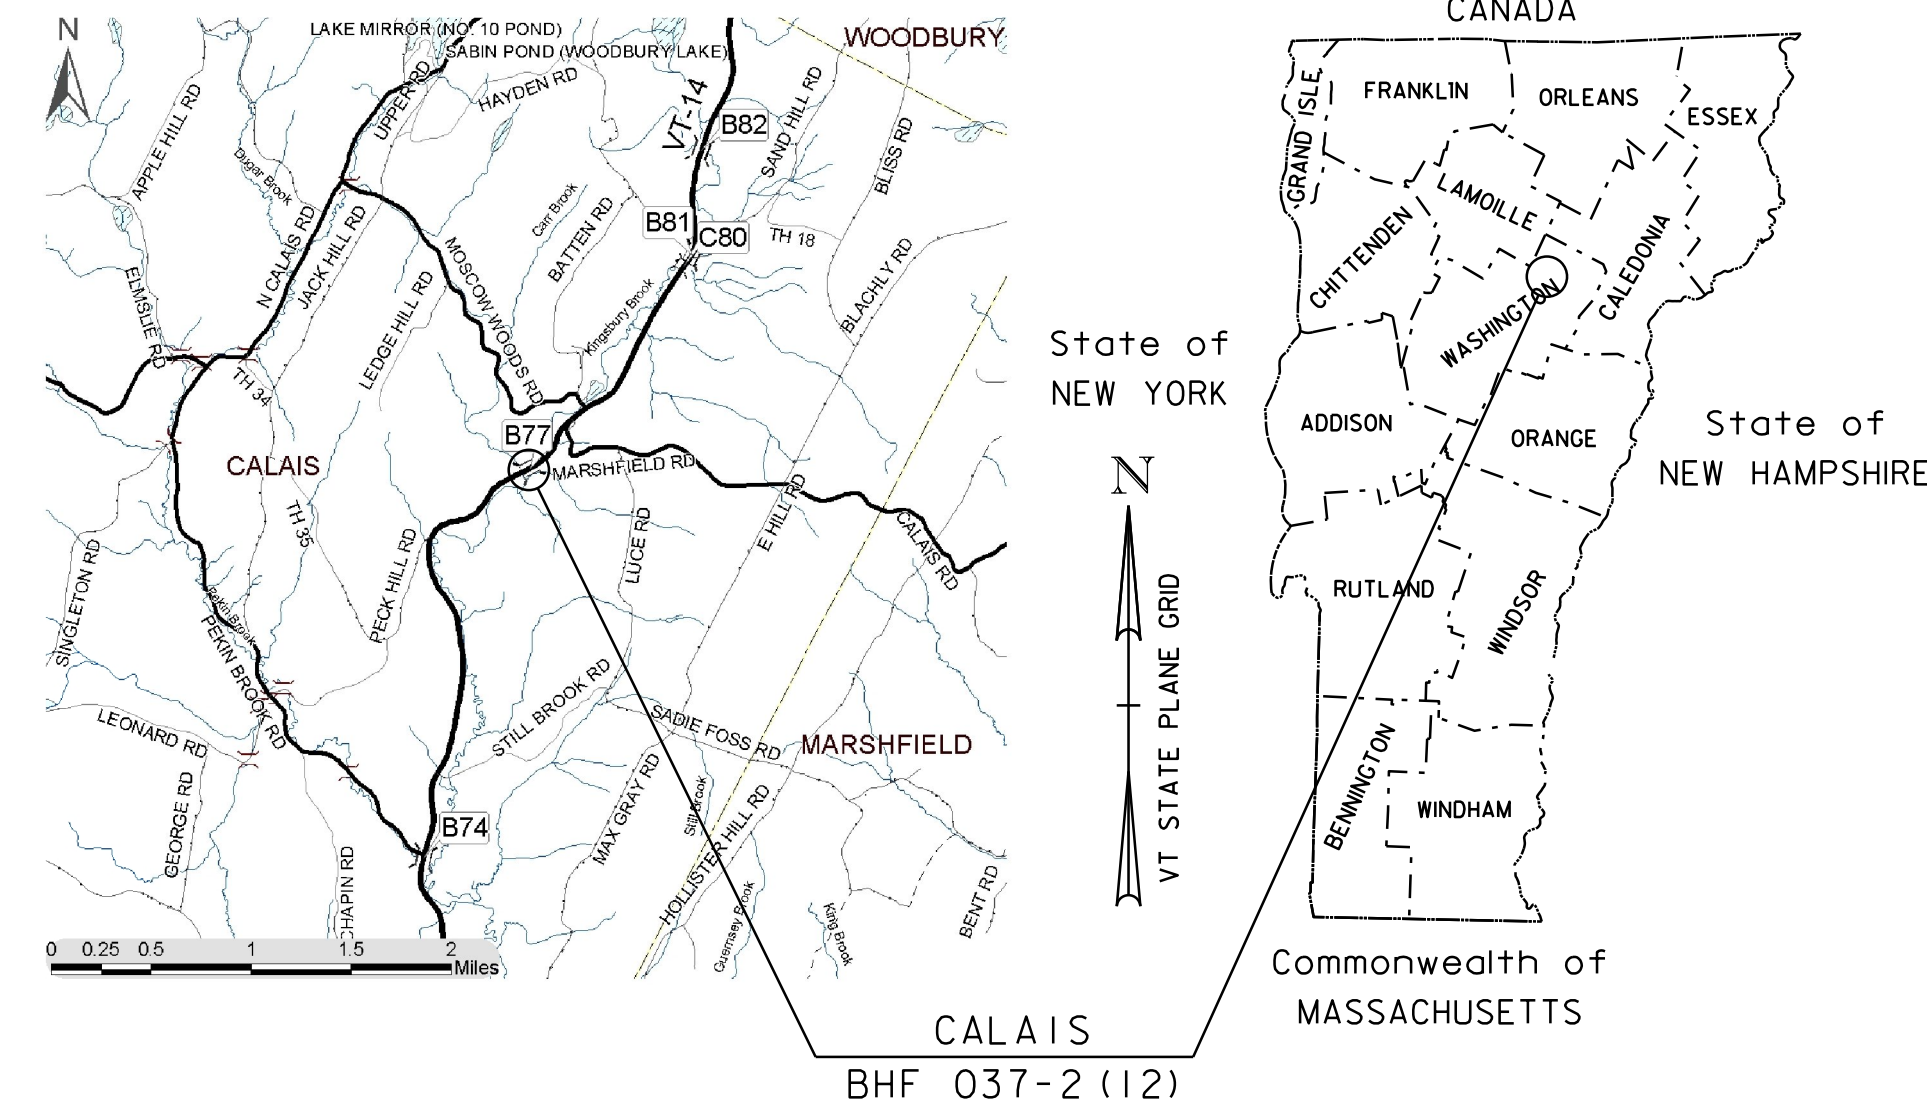 N
LAKE MIRROR (NO. 10 POND)
SABIN POND (WOODBURY LAKE)
WOODBURY
UPPER RD
HAYDEN RD
VT-14
B82
SAND HILL RD
BLISS RD
APPLE HILL RD
Dugar Brook
N CALAIS RD
JACK HILL RD
Carr Brook
BATTEN RD
B81
C80
TH 18
MOSCOW WOODS RD
ELMSLIE RD
LEDGE HILL RD
Kingsbury Brook
BLACHLY RD
TH 34
B77
CALAIS
MARSHFIELD RD
TH 35
E HILL RD
CALAIS RD
LUCE RD
PECK HILL RD
SINGLETON RD
Pekin Brook
PEKIN BROOK RD
STILL BROOK RD
LEONARD RD
SADIE FOSS RD
MARSHFIELD
GEORGE RD
MAX GRAY RD
Still Brook
HOLLISTER HILL RD
B74
CHAPIN RD
Guernsey Brook
King Brook
BENT RD
0 0.25 0.5 1 1.5 2
Miles
CANADA
GRAND ISLE
FRANKLIN
ORLEANS
ESSEX
LAMOILLE
CHITTENDEN
CALEDONIA
WASHINGTON
State of
NEW YORK
ADDISON
ORANGE
State of
NEW HAMPSHIRE
N
VT STATE PLANE GRID
RUTLAND
WINDSOR
BENNINGTON
WINDHAM
Commonwealth of
MASSACHUSETTS
CALAIS
BHF 037-2(12)